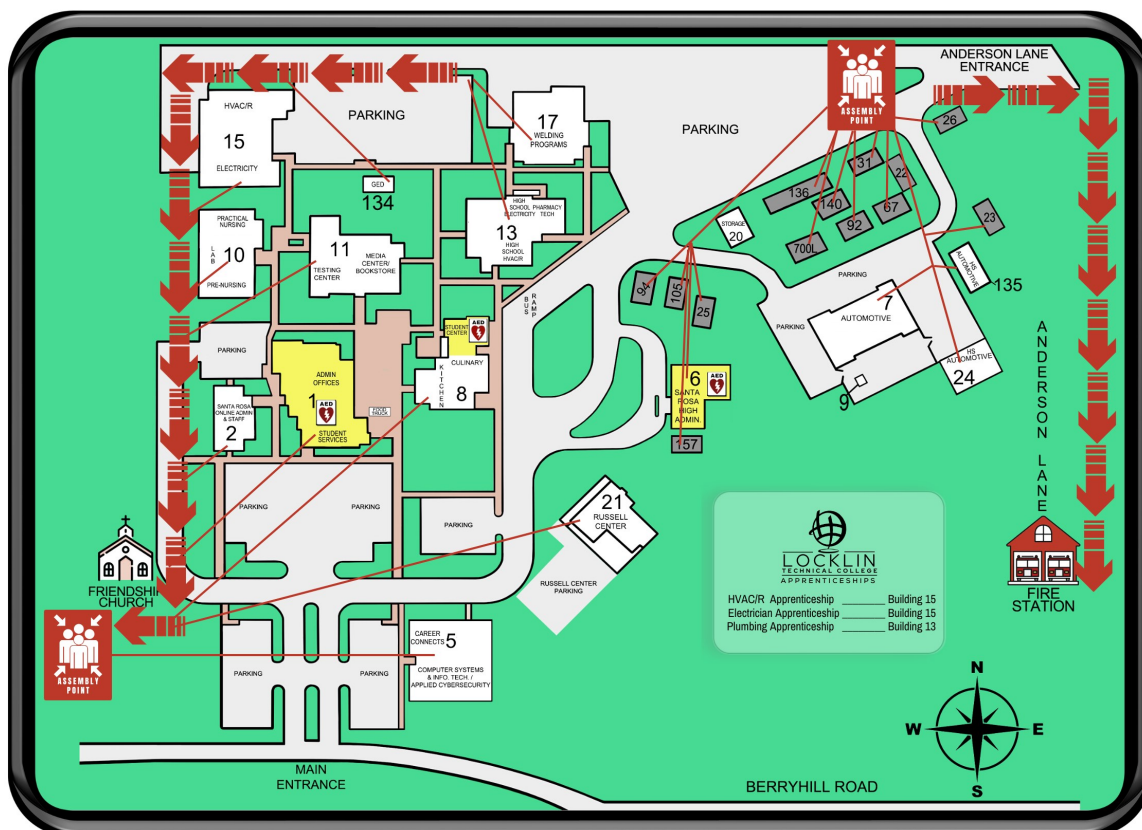 ANDERSON LANE
ENTRANCE
ASSEMBLY
POINT
26
HVAC/R
15
ELECTRICITY
PARKING
17
WELDING
PROGRAMS
PARKING
GED
134
HIGH
SCHOOL PHARMACY
ELECTRICITY TECH
13
HIGH
SCHOOL
HVAC/R
136
31
22
140
67
92
700L
STORAGE
20
23
PRACTICAL
NURSING
LAB
10
PRE-NURSING
11
TESTING
CENTER
MEDIA
CENTER/
BOOKSTORE
BUS
RAMP
94
105
25
PARKING
PARKING
7
AUTOMOTIVE
HS
AUTOMOTIVE
135
HS
AUTOMOTIVE
24
9
PARKING
STUDENT
CENTER
AED
CULINARY
KITCHEN
8
ADMIN
OFFICES
1
AED
STUDENT
SERVICES
FOOD
TRUCK
SANTA ROSA
ONLINE ADMIN
& STAFF
2
6
AED
SANTA
ROSA
HIGH
ADMIN.
157
ANDERSON LANE
PARKING
PARKING
PARKING
21
RUSSELL
CENTER
RUSSELL CENTER
PARKING
FRIENDSHIP
CHURCH
FIRE
STATION
LOCKLIN
TECHNICAL COLLEGE
APPRENTICESHIPS
HVAC/R Apprenticeship ________ Building 15
Electrician Apprenticeship ________ Building 15
Plumbing Apprenticeship ________ Building 13
ASSEMBLY
POINT
CAREER
CONNECTS
5
COMPUTER SYSTEMS
& INFO. TECH. /
APPLIED CYBERSECURITY
PARKING
PARKING
N
W
E
S
MAIN
ENTRANCE
BERRYHILL ROAD